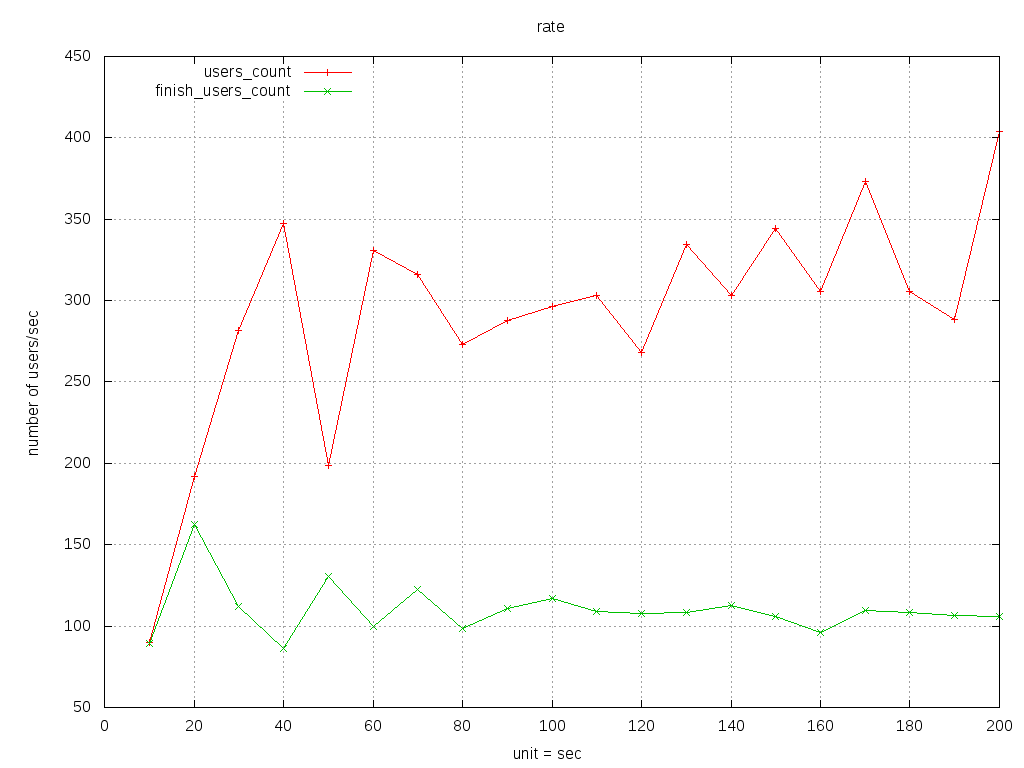 rate
users_count
finish_users_count
450
400
350
300
250
200
150
100
50
number of users/sec
0 20 40 60 80 100 120 140 160 180 200
unit = sec